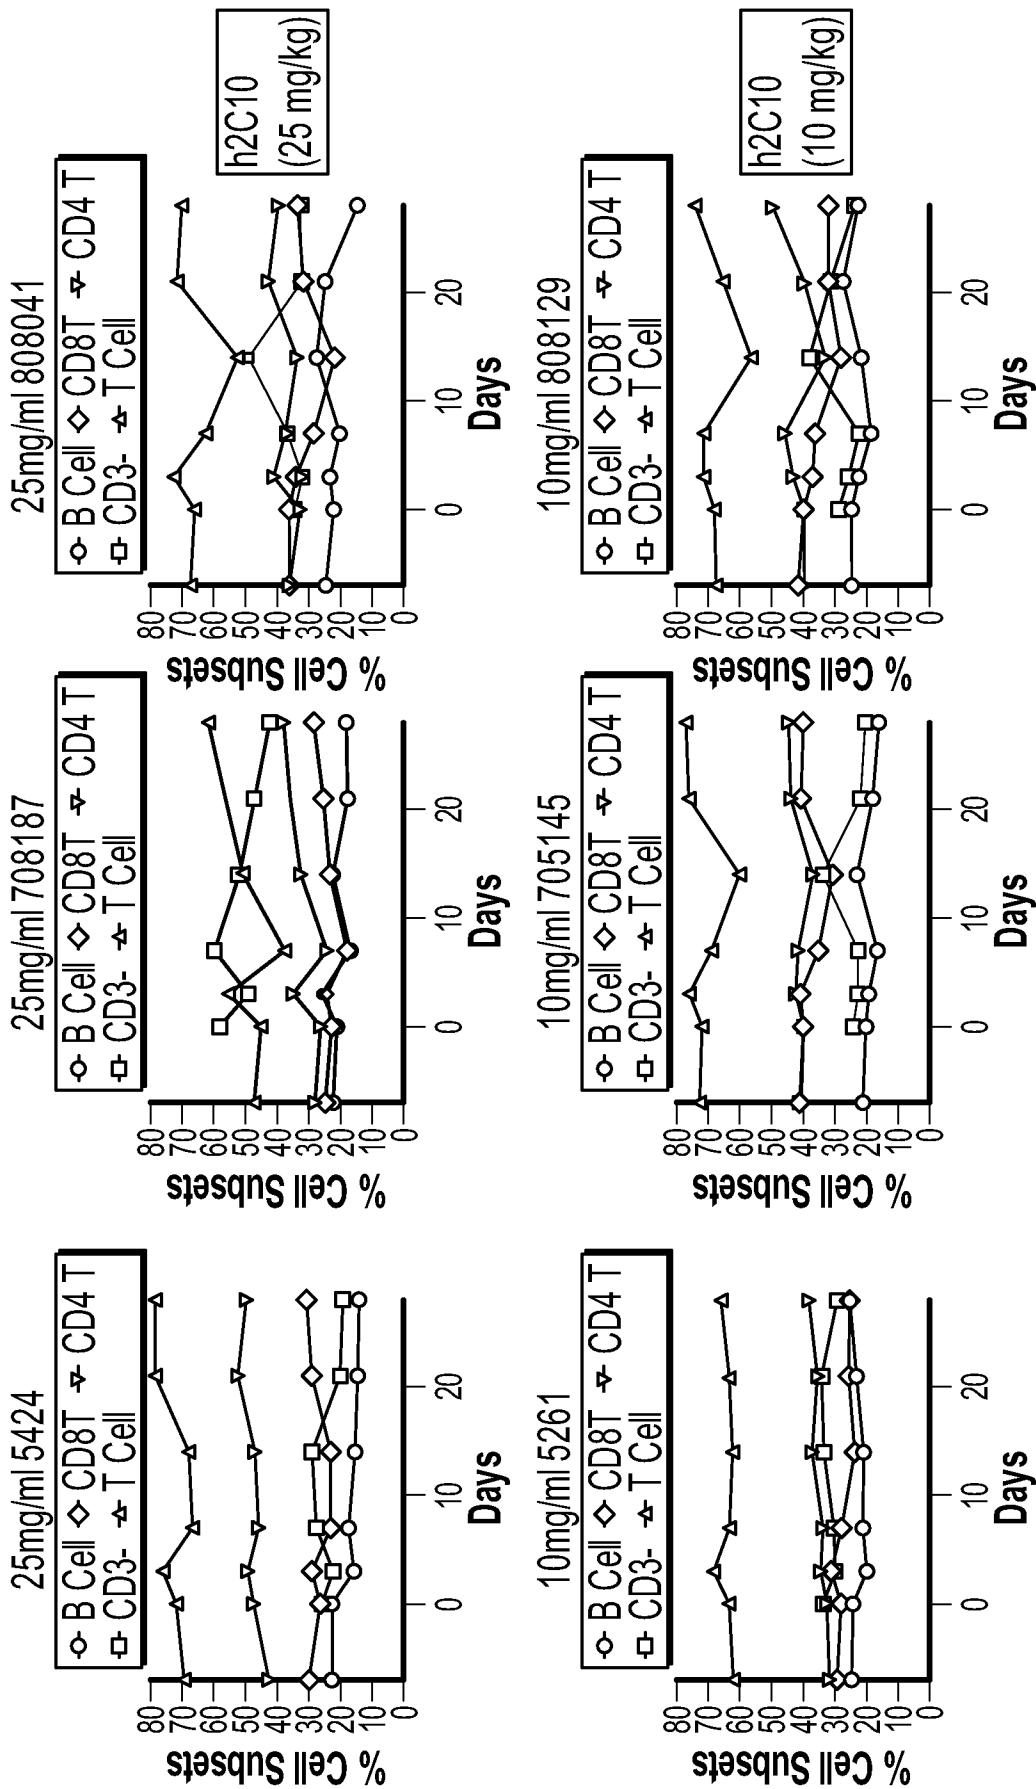 25mg/ml 5424
B Cell CD8T CD4 T
CD3- T Cell
% Cell Subsets
80
70
60
50
40
30
20
10
0
0 10 20
Days
25mg/ml 708187
B Cell CD8T CD4 T
CD3- T Cell
% Cell Subsets
80
70
60
50
40
30
20
10
0
0 10 20
Days
25mg/ml 808041
B Cell CD8T CD4 T
CD3- T Cell
% Cell Subsets
80
70
60
50
40
30
20
10
0
0 10 20
Days
h2C10
(25 mg/kg)
10mg/ml 5261
B Cell CD8T CD4 T
CD3- T Cell
% Cell Subsets
80
70
60
50
40
30
20
10
0
0 10 20
Days
10mg/ml 705145
B Cell CD8T CD4 T
CD3- T Cell
% Cell Subsets
80
70
60
50
40
30
20
10
0
0 10 20
Days
10mg/ml 808129
B Cell CD8T CD4 T
CD3- T Cell
% Cell Subsets
80
70
60
50
40
30
20
10
0
0 10 20
Days
h2C10
(10 mg/kg)